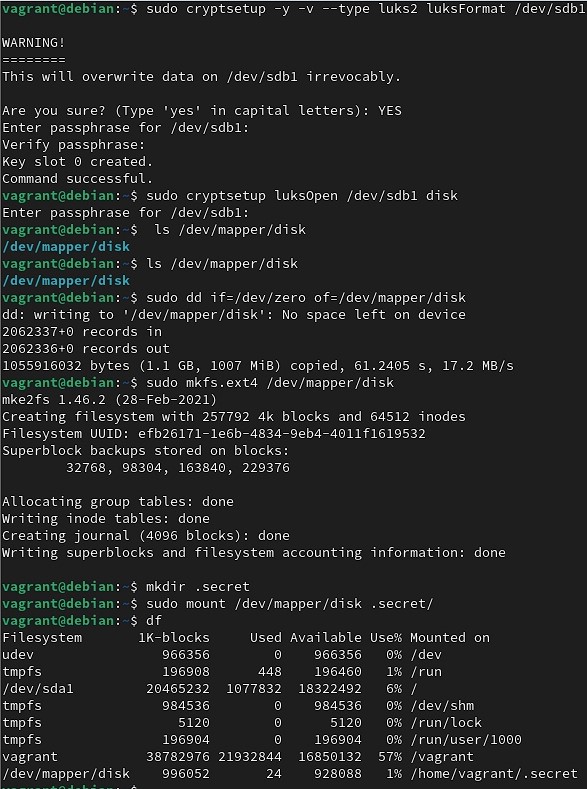 vagrant@debian:~$ sudo cryptsetup -y -v --type luks2 luksFormat /dev/sdb1
WARNING!
========
This will overwrite data on /dev/sdb1 irrevocably.
Are you sure? (Type 'yes' in capital letters): YES
Enter passphrase for /dev/sdb1:
Verify passphrase:
Key slot 0 created.
Command successful.
vagrant@debian:~$ sudo cryptsetup luksOpen /dev/sdb1 disk
Enter passphrase for /dev/sdb1:
vagrant@debian:~$  ls /dev/mapper/disk
/dev/mapper/disk
vagrant@debian:~$ ls /dev/mapper/disk
/dev/mapper/disk
vagrant@debian:~$ sudo dd if=/dev/zero of=/dev/mapper/disk
dd: writing to '/dev/mapper/disk': No space left on device
2062337+0 records in
2062336+0 records out
1055916032 bytes (1.1 GB, 1007 MiB) copied, 61.2405 s, 17.2 MB/s
vagrant@debian:~$ sudo mkfs.ext4 /dev/mapper/disk
mke2fs 1.46.2 (28-Feb-2021)
Creating filesystem with 257792 4k blocks and 64512 inodes
Filesystem UUID: efb26171-1e6b-4834-9eb4-4011f1619532
Superblock backups stored on blocks:
        32768, 98304, 163840, 229376
Allocating group tables: done
Writing inode tables: done
Creating journal (4096 blocks): done
Writing superblocks and filesystem accounting information: done
vagrant@debian:~$ mkdir .secret
vagrant@debian:~$ sudo mount /dev/mapper/disk .secret/
vagrant@debian:~$ df
Filesystem       1K-blocks     Used Available Use% Mounted on
udev                966356        0    966356   0% /dev
tmpfs               196908      448    196460   1% /run
/dev/sda1         20465232  1077832  18322492   6% /
tmpfs               984536        0    984536   0% /dev/shm
tmpfs                 5120        0      5120   0% /run/lock
tmpfs               196904        0    196904   0% /run/user/1000
vagrant           38782976 21932844  16850132  57% /vagrant
/dev/mapper/disk    996052       24    928088   1% /home/vagrant/.secret